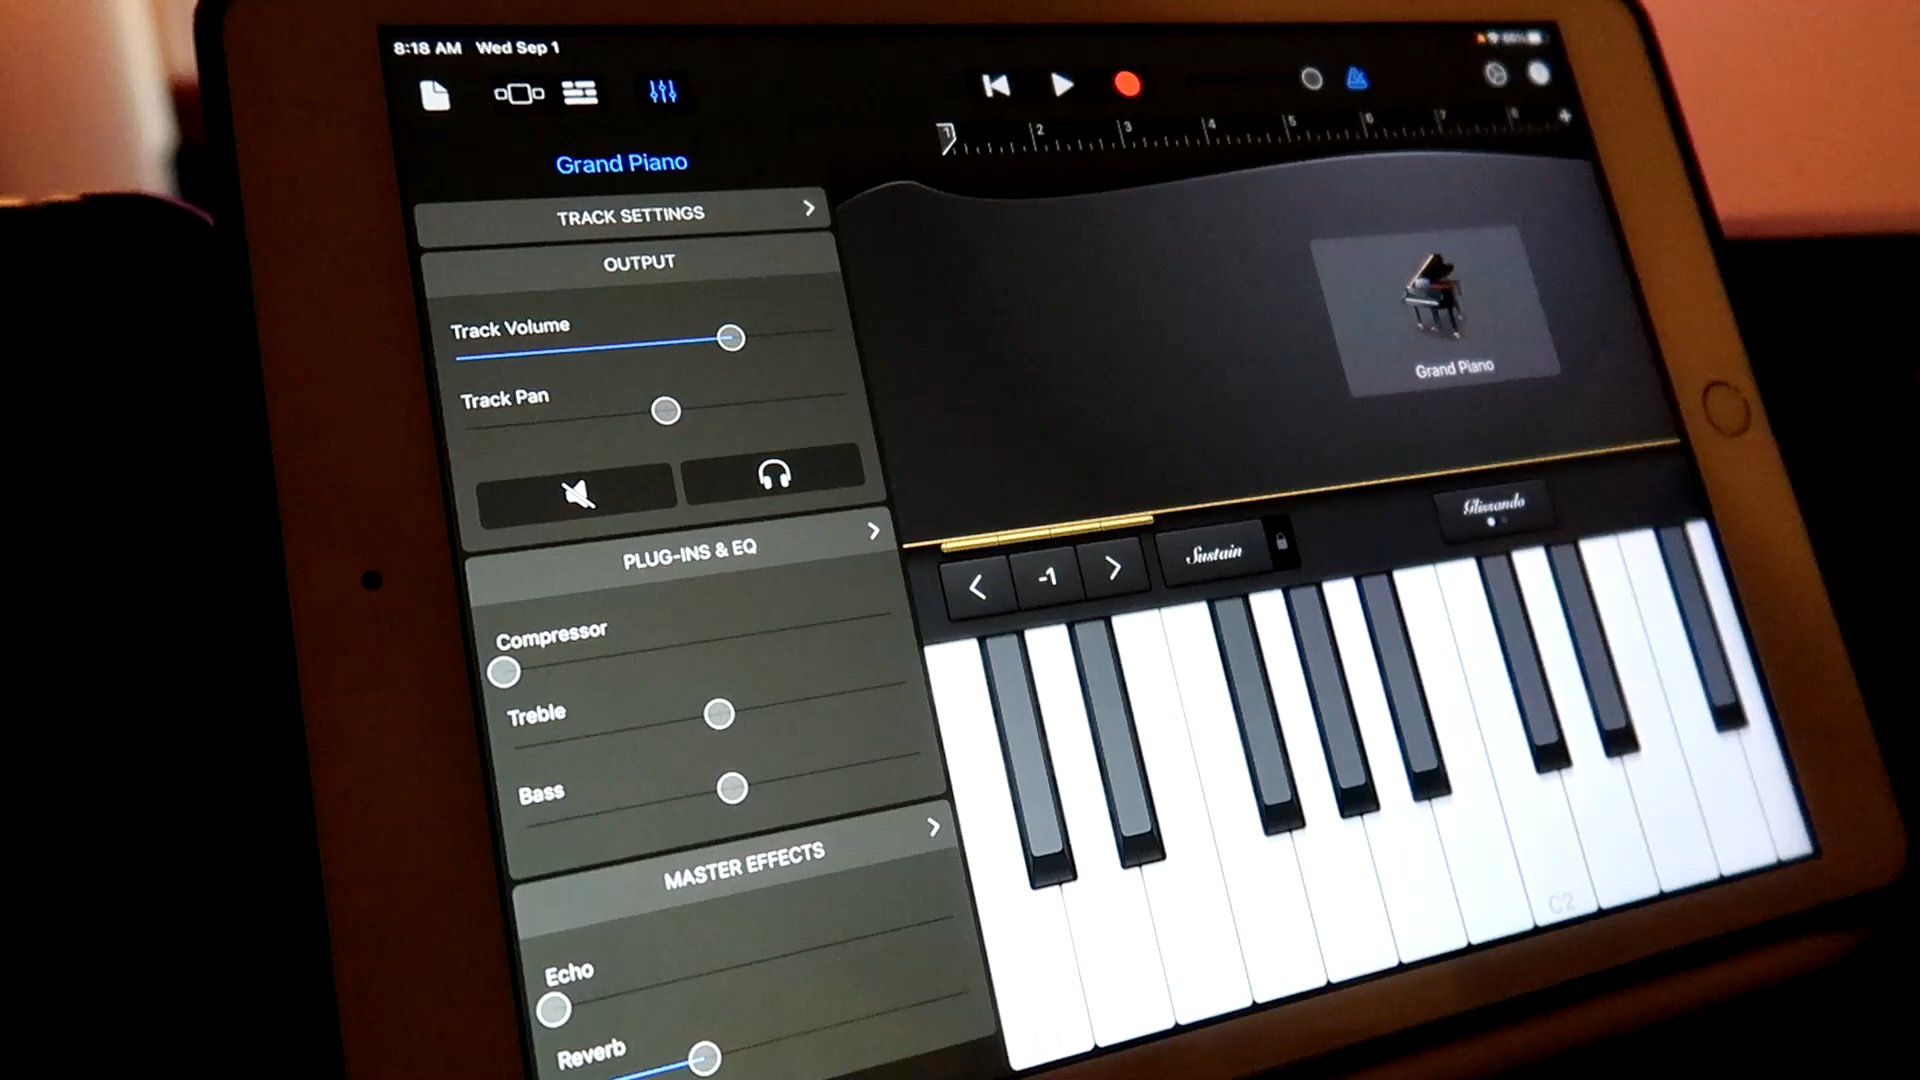 8:18 AM Wed Sep 1
1 2 3 4 5 6 7 8
Grand Piano
TRACK SETTINGS
OUTPUT
Track Volume
Track Pan
PLUG-INS & EQ
Compressor
Treble
Bass
MASTER EFFECTS
Echo
Reverb
Grand Piano
Glissando
-1
Sustain
C2